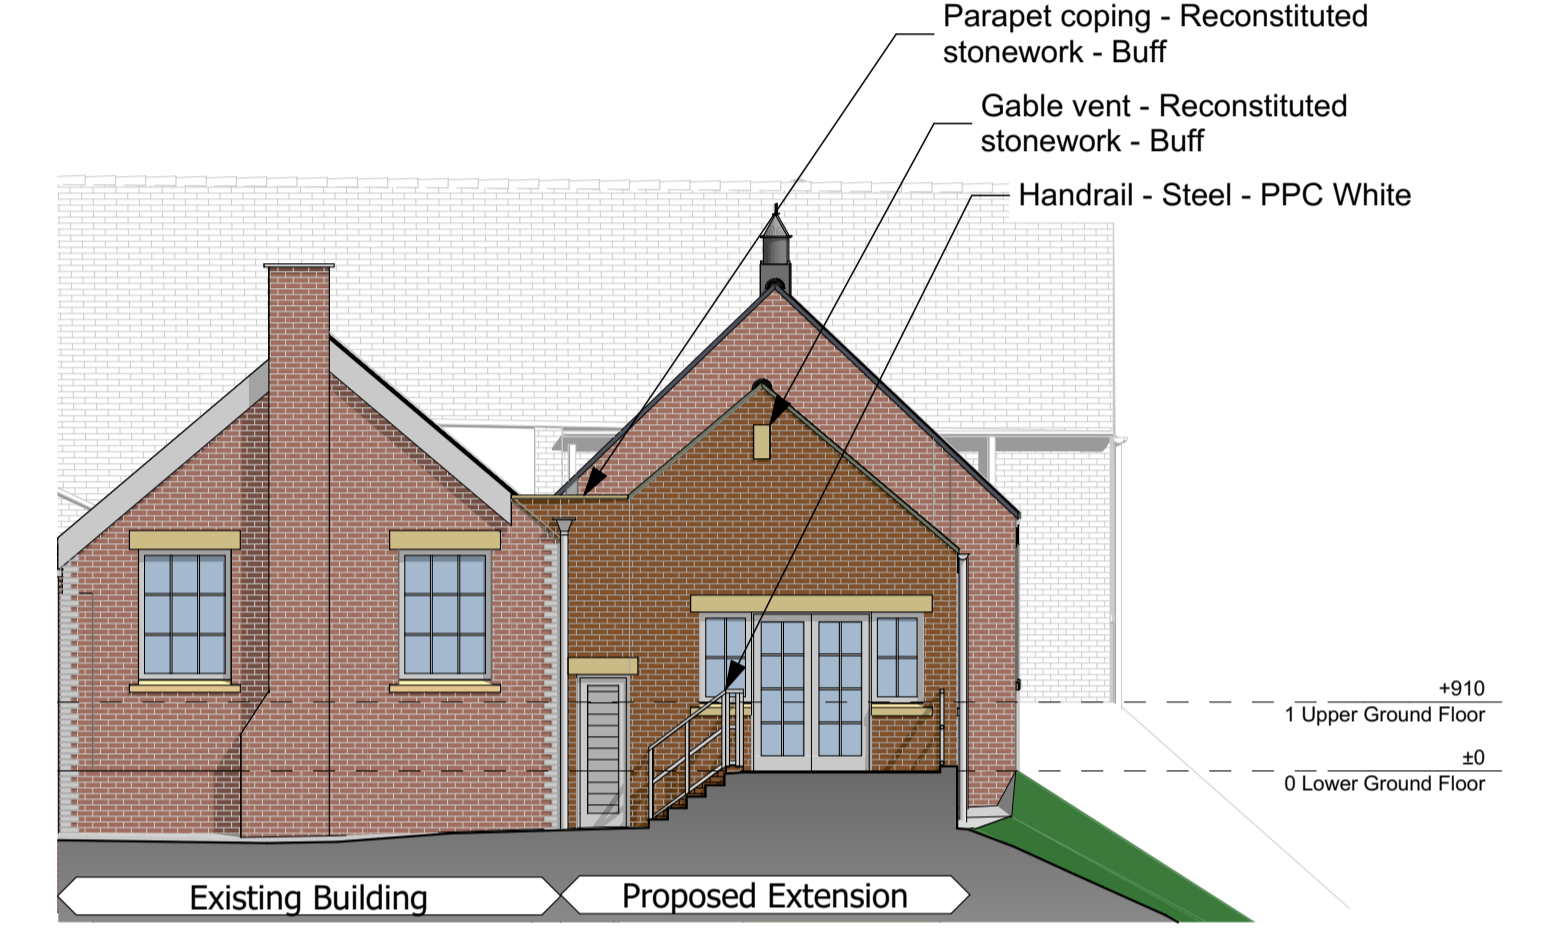 Parapet coping - Reconstituted
stonework - Buff
Gable vent - Reconstituted
stonework - Buff
Handrail - Steel - PPC White
+910
1 Upper Ground Floor
±0
0 Lower Ground Floor
Existing Building
Proposed Extension